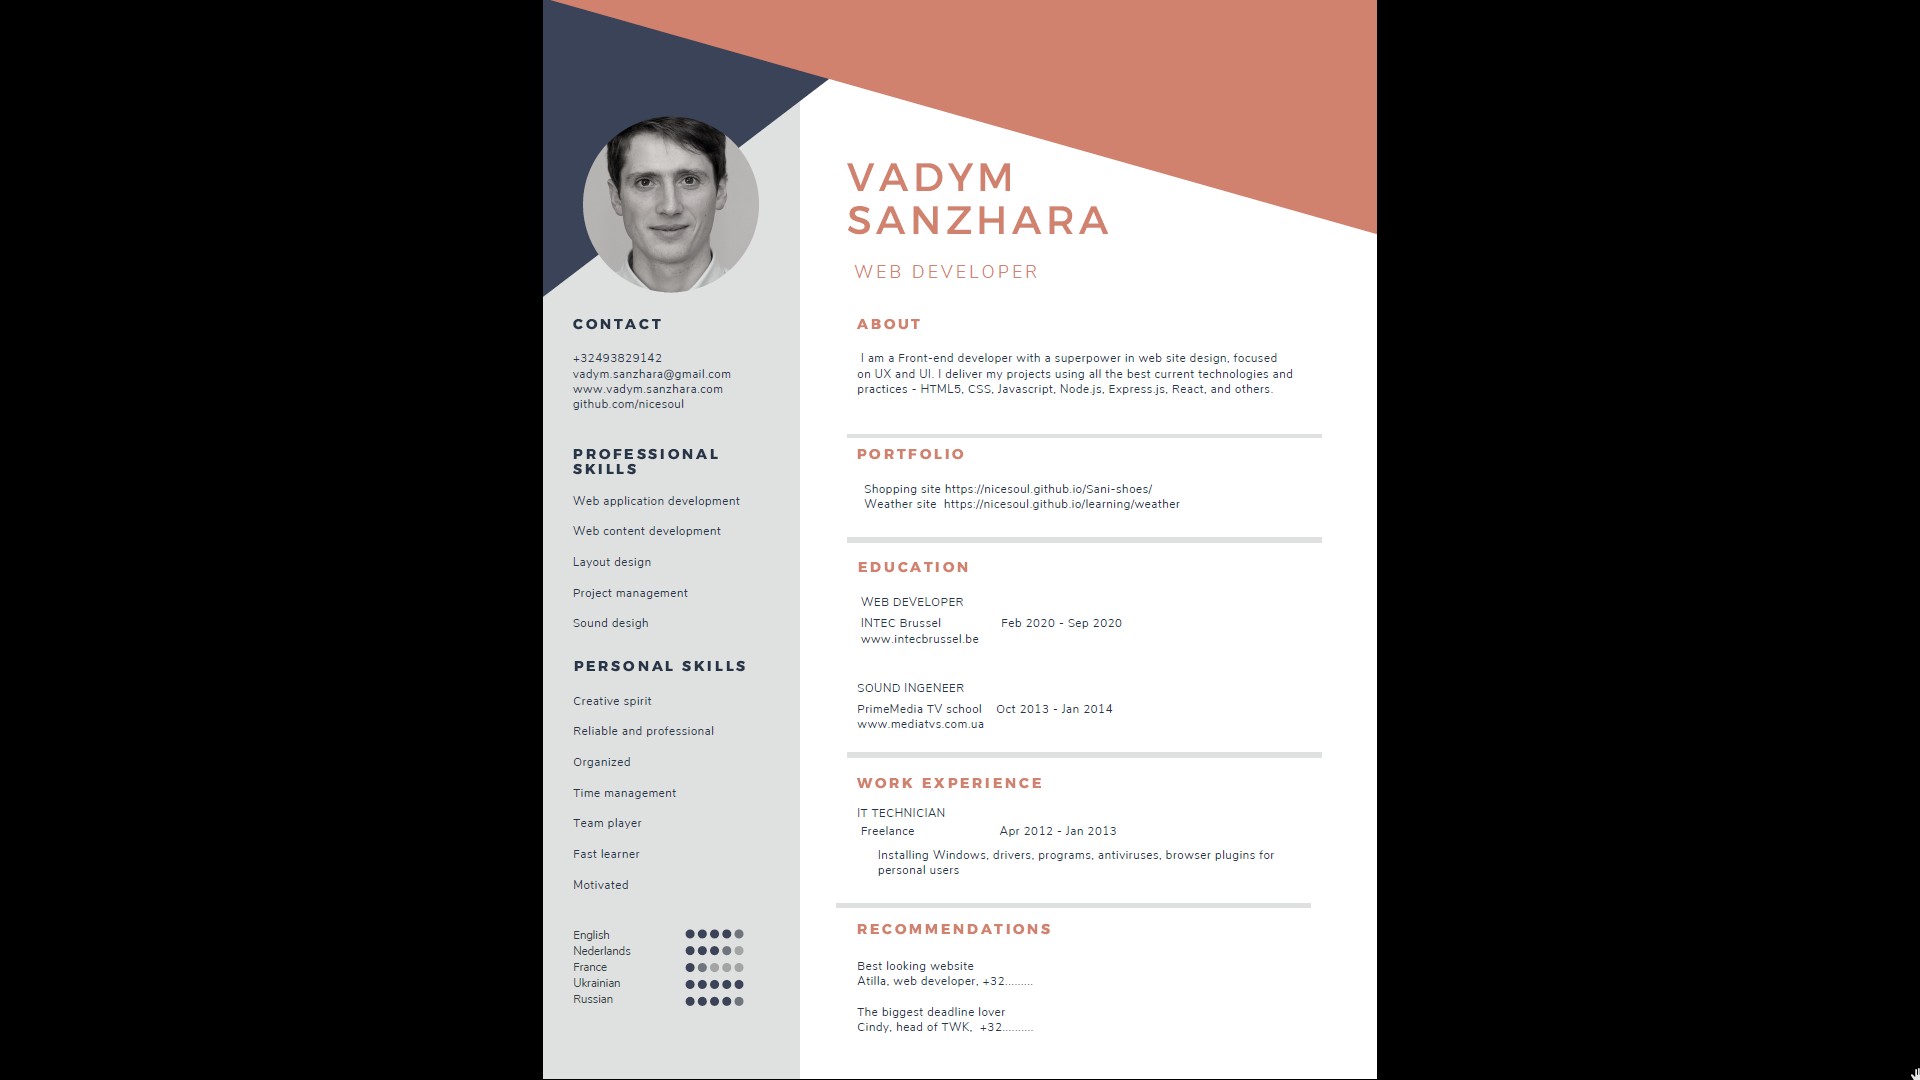 VADYM
SANZHARA
WEB DEVELOPER
CONTACT
+32493829142
vadym.sanzhara@gmail.com
www.vadym.sanzhara.com
github.com/nicesoul
PROFESSIONAL
SKILLS
Web application development
Web content development
Layout design
Project management
Sound desigh
PERSONAL SKILLS
Creative spirit
Reliable and professional
Organized
Time management
Team player
Fast learner
Motivated
English
Nederlands
France
Ukrainian
Russian
ABOUT
I am a Front-end developer with a superpower in web site design, focused
on UX and UI. I deliver my projects using all the best current technologies and
practices - HTML5, CSS, Javascript, Node.js, Express.js, React, and others.
PORTFOLIO
Shopping site https://nicesoul.github.io/Sani-shoes/
Weather site https://nicesoul.github.io/learning/weather
EDUCATION
WEB DEVELOPER
INTEC Brussel Feb 2020 - Sep 2020
www.intecbrussel.be
SOUND INGENEER
PrimeMedia TV school Oct 2013 - Jan 2014
www.mediatvs.com.ua
WORK EXPERIENCE
IT TECHNICIAN
Freelance Apr 2012 - Jan 2013
Installing Windows, drivers, programs, antiviruses, browser plugins for
personal users
RECOMMENDATIONS
Best looking website
Atilla, web developer, +32.........
The biggest deadline lover
Cindy, head of TWK, +32..........